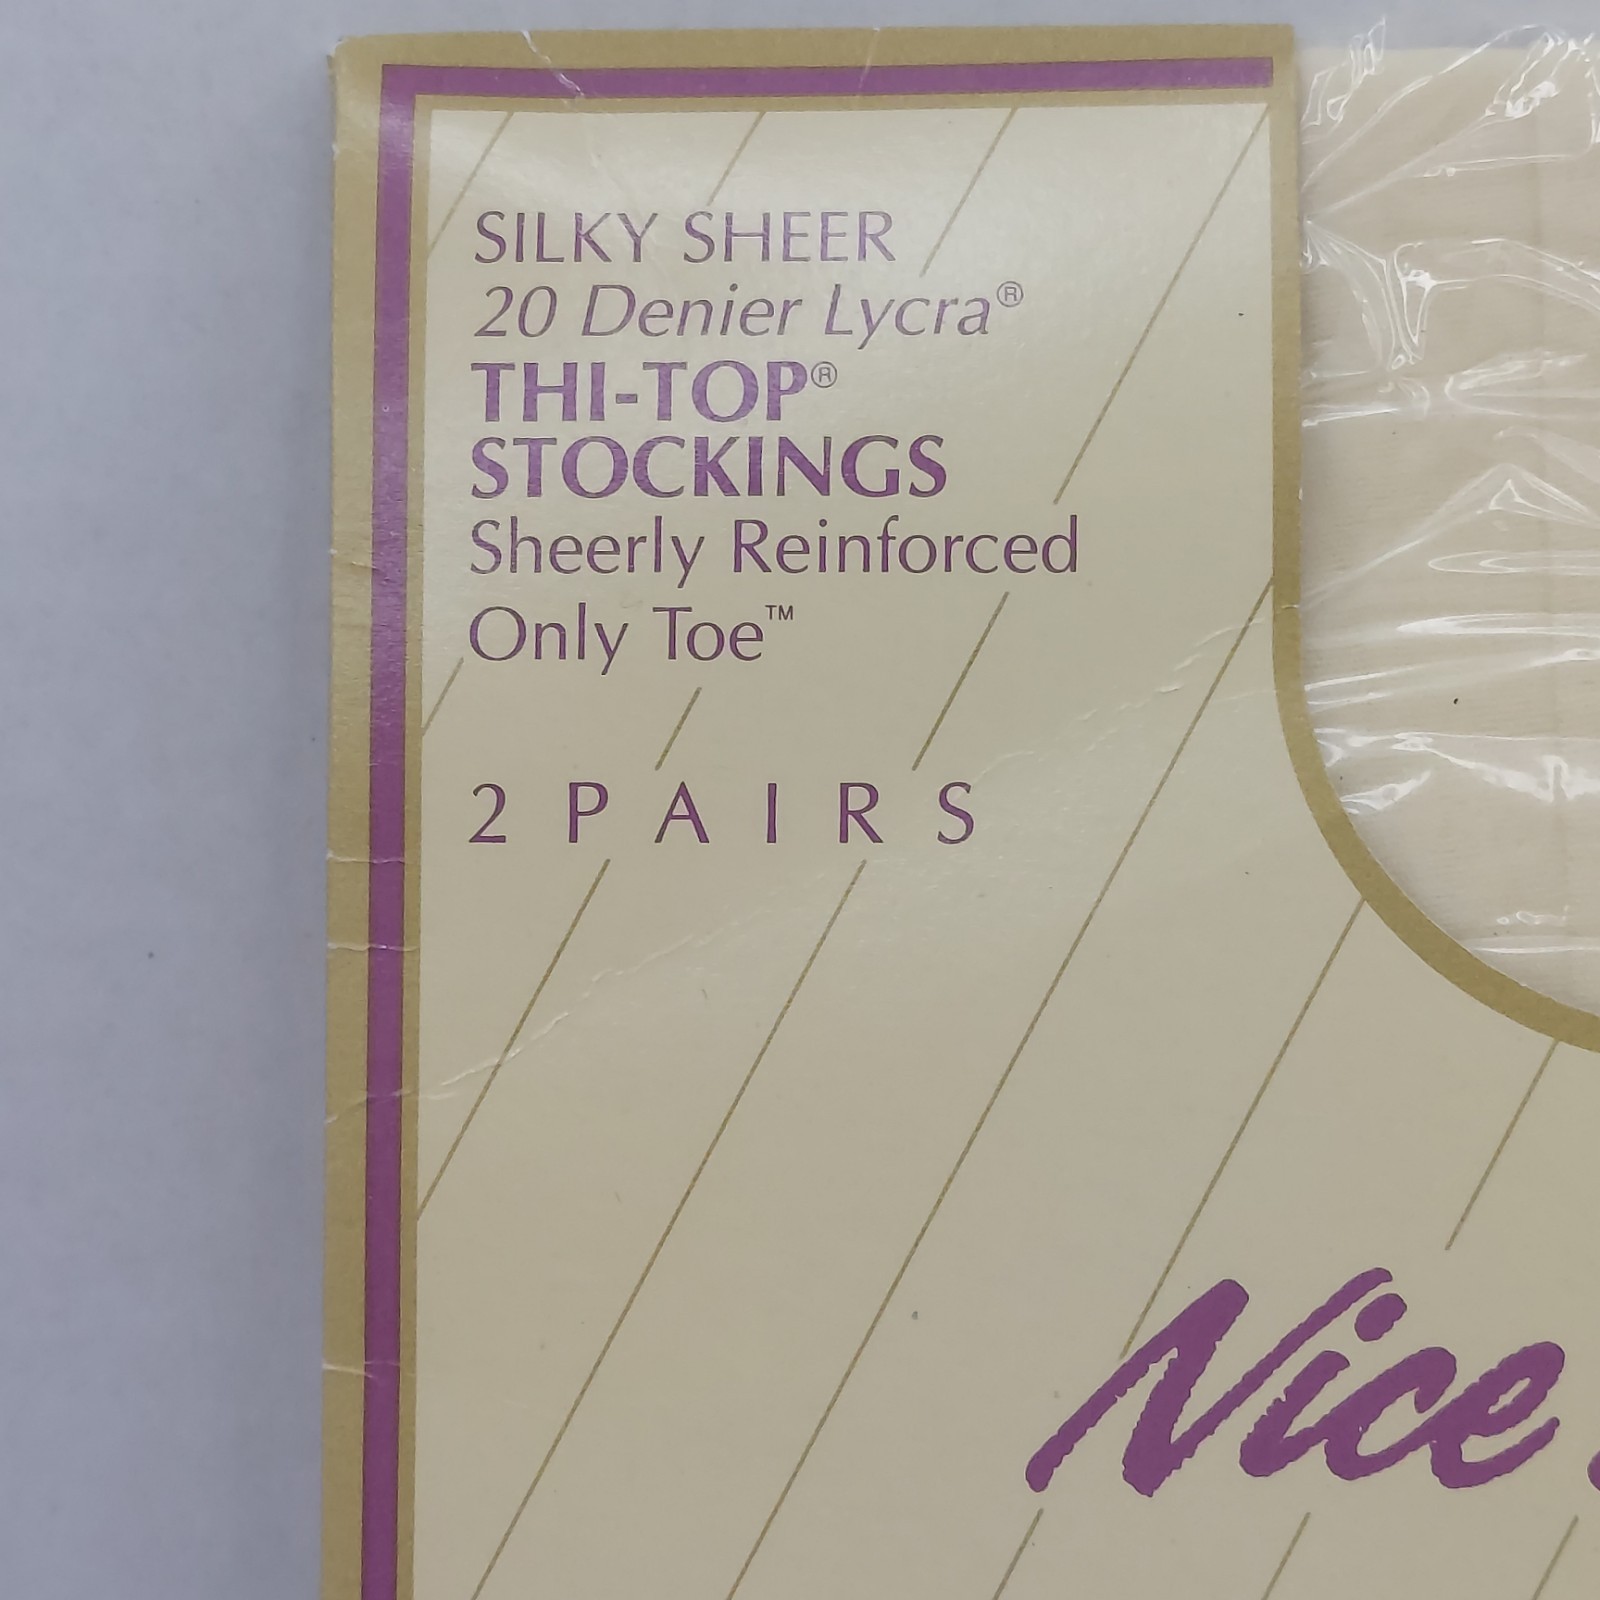 SILKY SHEER
20 Denier Lycra®
THI-TOP®
STOCKINGS
Sheerly Reinforced
Only Toe™
2 PAIRS
Nice